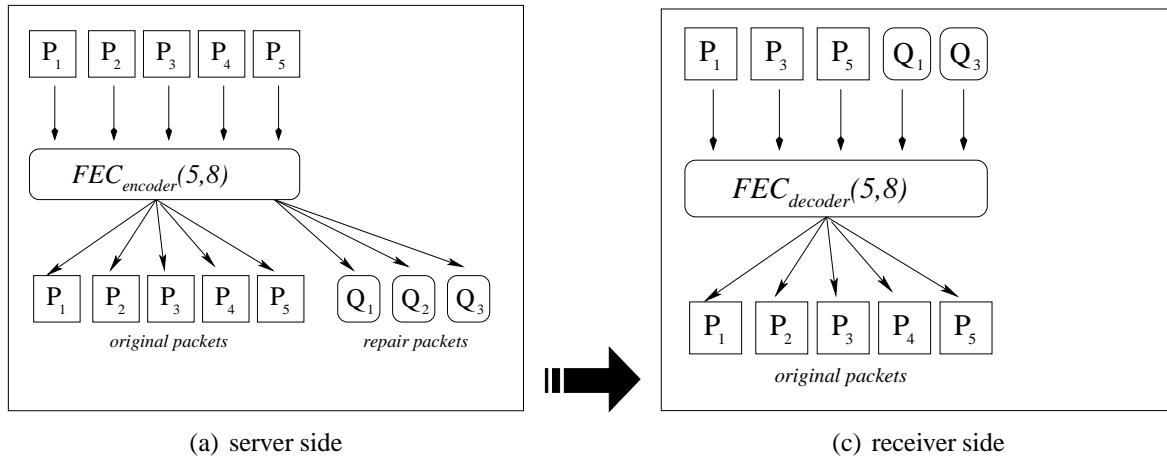 P1 P2 P3 P4 P5
FECencoder(5,8)
P1 P2 P3 P4 P5 Q1 Q2 Q3
original packets repair packets
(a) server side
P1 P3 P5 Q1 Q3
FECdecoder(5,8)
P1 P2 P3 P4 P5
original packets
(c) receiver side